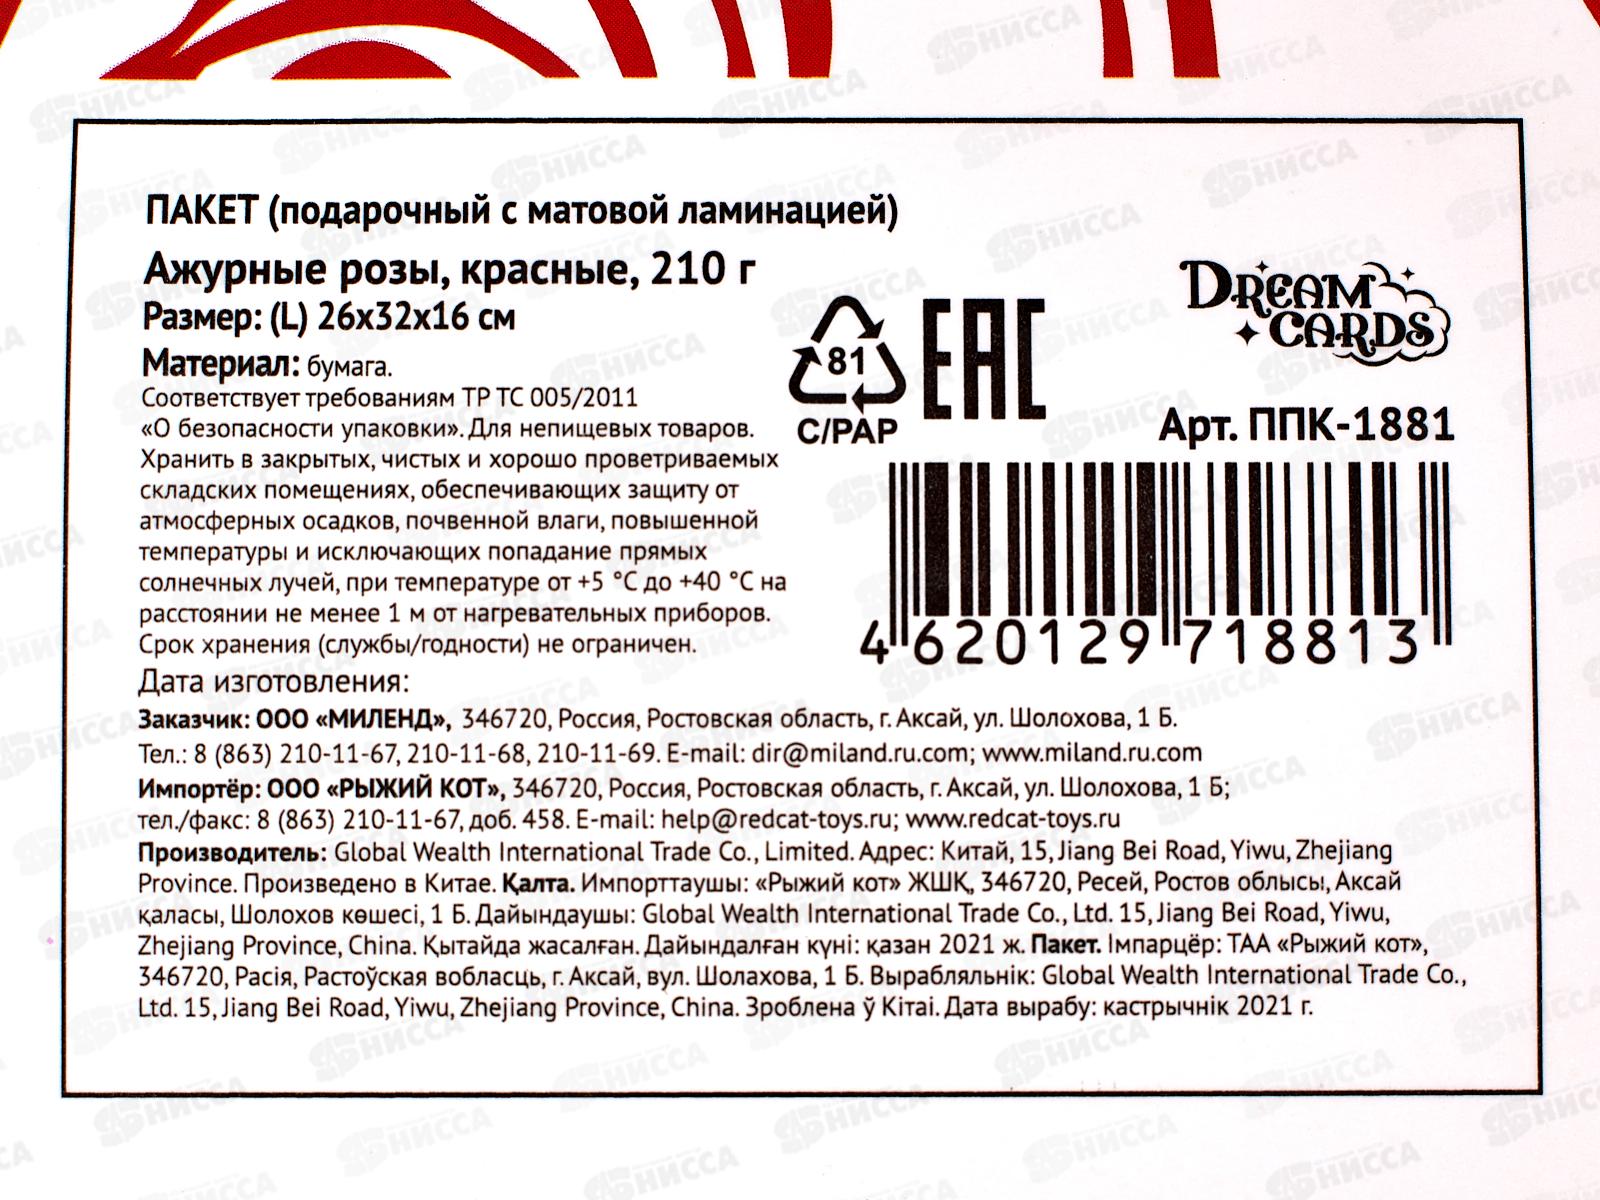 ПАКЕТ (подарочный с матовой ламинацией)
Ажурные розы, красные, 210 г
Размер: (L) 26х32х16 см
Материал: бумага.
Соответствует требованиям ТР ТС 005/2011
«О безопасности упаковки». Для непищевых товаров.
Хранить в закрытых, чистых и хорошо проветриваемых
складских помещениях, обеспечивающих защиту от
атмосферных осадков, почвенной влаги, повышенной
температуры и исключающих попадание прямых
солнечных лучей, при температуре от +5 °С до +40 °С на
расстоянии не менее 1 м от нагревательных приборов.
Срок хранения (службы/годности) не ограничен.
Дата изготовления:
81
C/PAP
EAC
DREAM
CARDS
Арт. ППК-1881
4 620129 718813
Заказчик: ООО «МИЛЕНД», 346720, Россия, Ростовская область, г. Аксай, ул. Шолохова, 1 Б.
Тел.: 8 (863) 210-11-67, 210-11-68, 210-11-69. E-mail: dir@miland.ru.com; www.miland.ru.com
Импортёр: ООО «РЫЖИЙ КОТ», 346720, Россия, Ростовская область, г. Аксай, ул. Шолохова, 1 Б;
тел./факс: 8 (863) 210-11-67, доб. 458. E-mail: help@redcat-toys.ru; www.redcat-toys.ru
Производитель: Global Wealth International Trade Co., Limited. Адрес: Китай, 15, Jiang Bei Road, Yiwu, Zhejiang
Province. Произведено в Китае. Қалта. Импорттаушы: «Рыжий кот» ЖШҚ, 346720, Ресей, Ростов облысы, Аксай
қаласы, Шолохов көшесі, 1 Б. Дайындаушы: Global Wealth International Trade Co., Ltd. 15, Jiang Bei Road, Yiwu,
Zhejiang Province, China. Қытайда жасалған. Дайындалған күні: қазан 2021 ж. Пакет. Імпарцёр: ТАА «Рыжий кот»,
346720, Расія, Растоўская вобласць, г. Аксай, вул. Шолахова, 1 Б. Вырабляльнік: Global Wealth International Trade Co.,
Ltd. 15, Jiang Bei Road, Yiwu, Zhejiang Province, China. Зроблена ў Кітаі. Дата вырабу: кастрычнік 2021 г.
НИССА